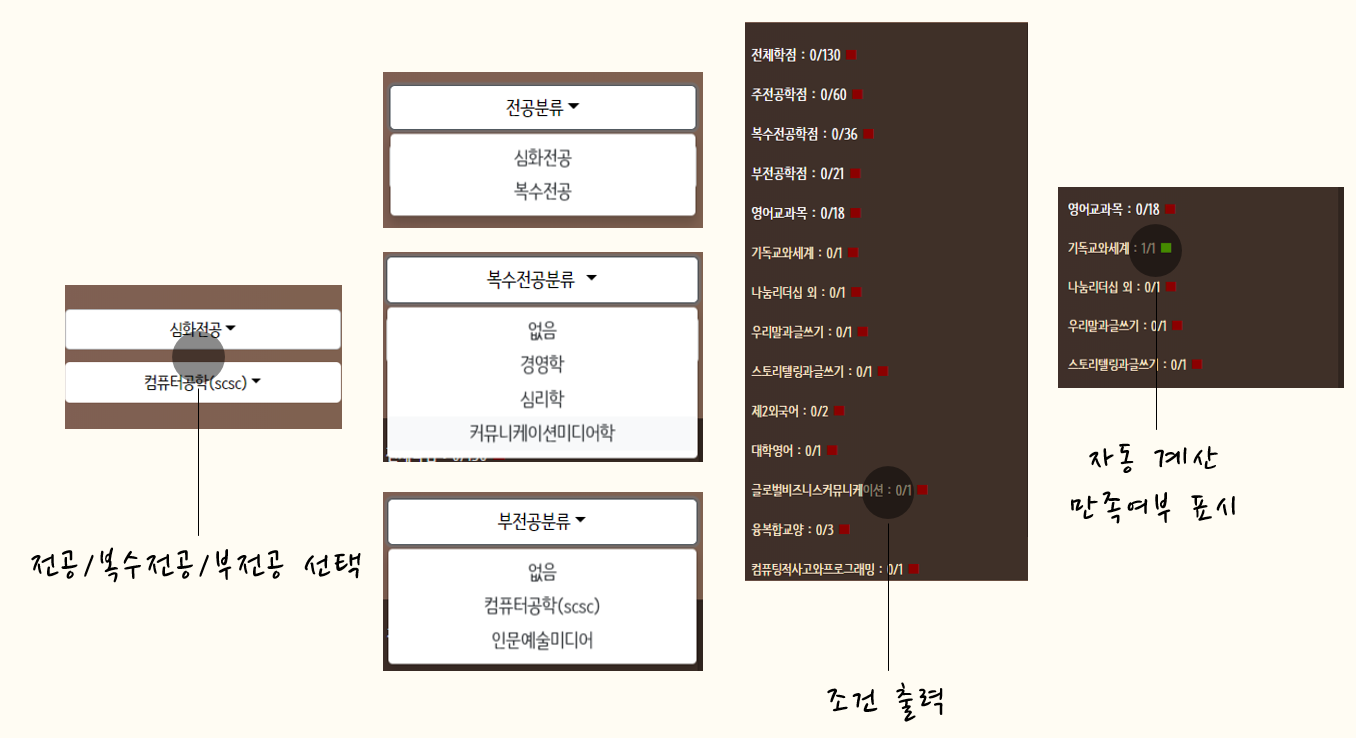 심화전공
컴퓨터공학(scsc)
전공/복수전공/부전공 선택
전공분류
심화전공
복수전공
복수전공분류
없음
경영학
심리학
커뮤니케이션미디어학
부전공분류
없음
컴퓨터공학(scsc)
인문예술미디어
전체학점 : 0/130
주전공학점 : 0/60
복수전공학점 : 0/36
부전공학점 : 0/21
영어교과목 : 0/18
기독교와세계 : 0/1
나눔리더십 외 : 0/1
우리말과글쓰기 : 0/1
스토리텔링과글쓰기 : 0/1
제2외국어 : 0/2
대학영어 : 0/1
글로벌비즈니스커뮤니케이션 : 0/1
융복합교양 : 0/3
컴퓨팅적사고와프로그래밍 : 0/1
조건 출력
영어교과목 : 0/18
기독교와세계 : 1/1
나눔리더십 외 : 0/1
우리말과글쓰기 : 0/1
스토리텔링과글쓰기 : 0/1
자동 계산
만족여부 표시